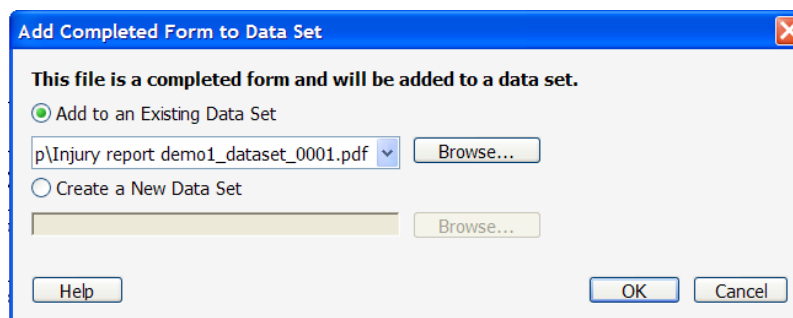 Add Completed Form to Data Set
This file is a completed form and will be added to a data set.
Add to an Existing Data Set
p\Injury report demo1_dataset_0001.pdf Browse...
Create a New Data Set
Browse...
Help OK Cancel